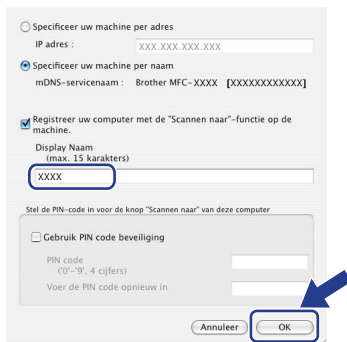 Specificeer uw machine per adres
IP adres :  XXX.XXX.XXX.XXX
Specificeer uw machine per naam
mDNS-servicenaam :  Brother MFC-XXXX  [XXXXXXXXXXXX]
Registreer uw computer met de "Scannen naar"-functie op de
machine.
Display Naam
(max. 15 karakters)
XXXX
Stel de PIN-code in voor de knop "Scannen naar" van deze computer
Gebruik PIN code beveiliging
PIN code
('0'-'9', 4 cijfers)
Voer de PIN code opnieuw in
Annuleer  OK